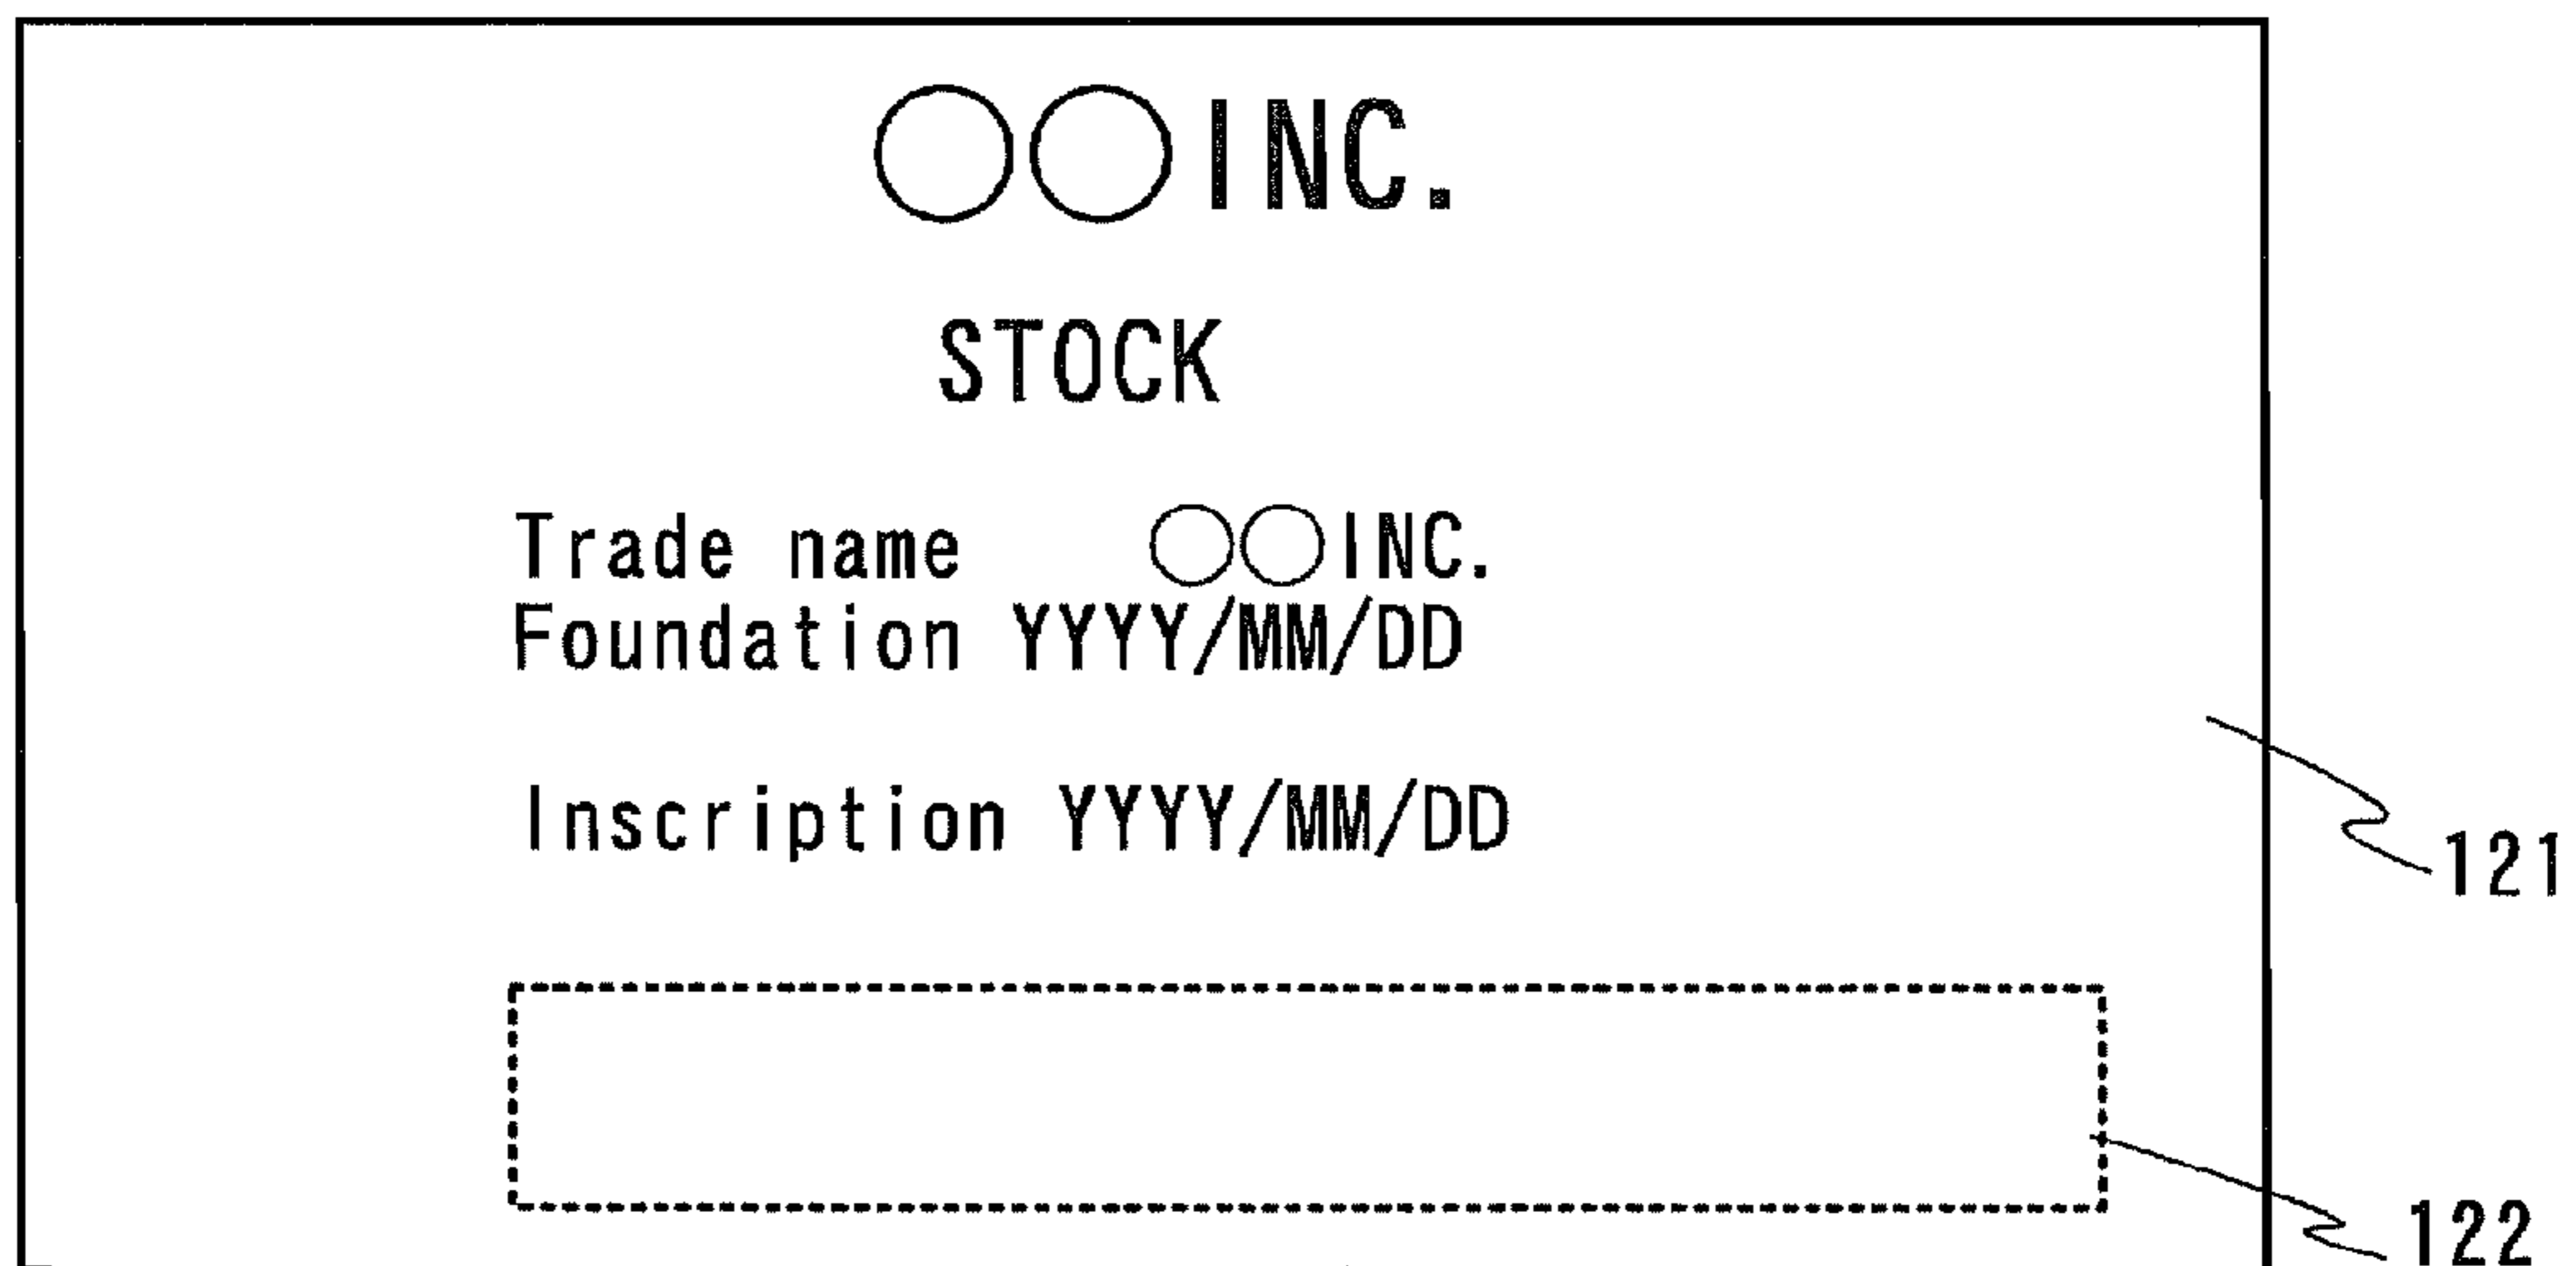 ○○INC.
STOCK
Trade name ○○INC.
Foundation YYYY/MM/DD
Inscription YYYY/MM/DD
121
122